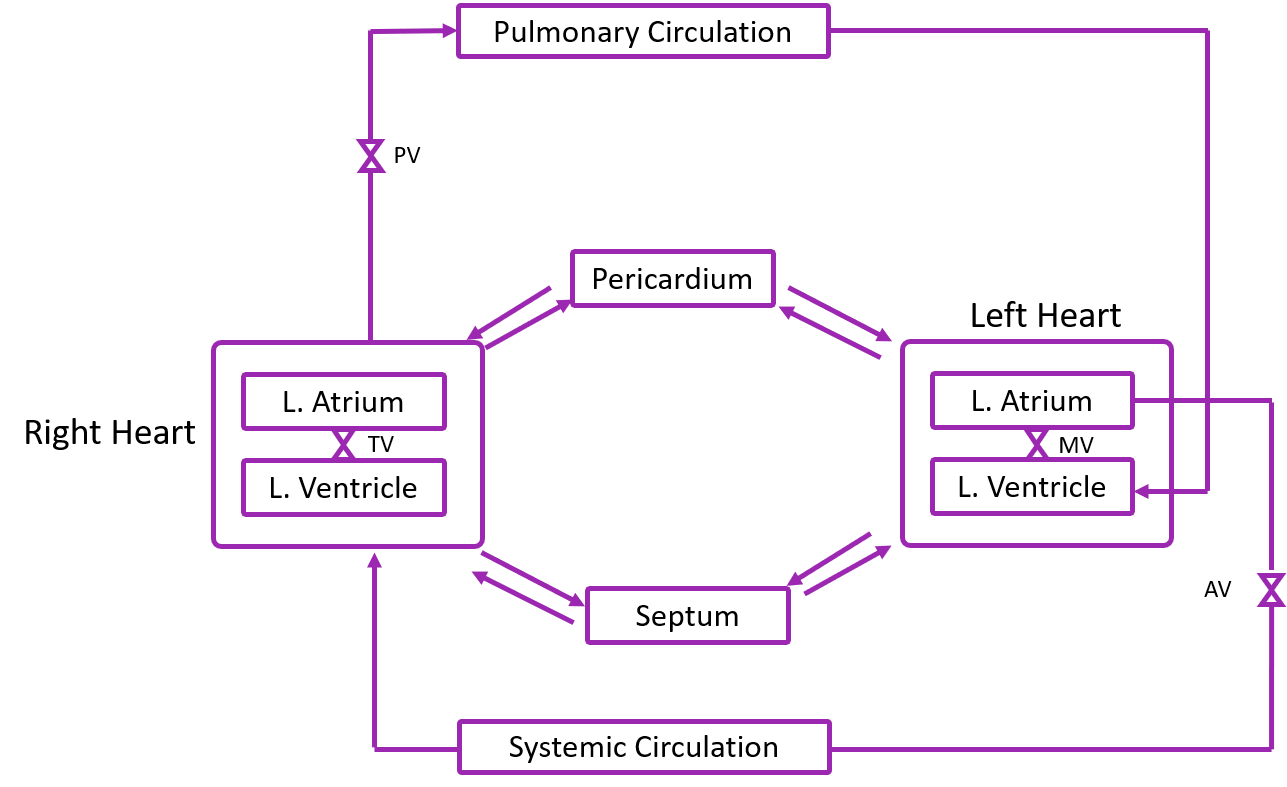 Pulmonary Circulation
PV
Pericardium
Left Heart
Right Heart
L. Atrium
TV
L. Ventricle
L. Atrium
MV
L. Ventricle
AV
Septum
Systemic Circulation